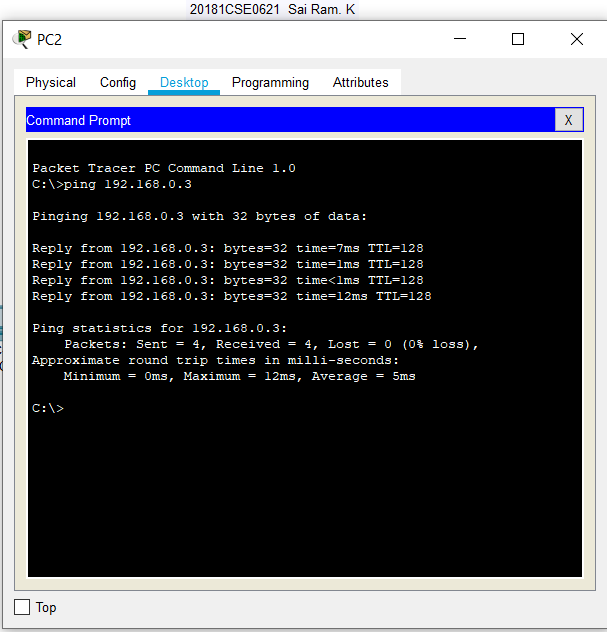 20181CSE0621 Sai Ram. K
PC2
Physical Config Desktop Programming Attributes
Command Prompt X
Packet Tracer PC Command Line 1.0
C:\>ping 192.168.0.3
Pinging 192.168.0.3 with 32 bytes of data:
Reply from 192.168.0.3: bytes=32 time=7ms TTL=128
Reply from 192.168.0.3: bytes=32 time=1ms TTL=128
Reply from 192.168.0.3: bytes=32 time<1ms TTL=128
Reply from 192.168.0.3: bytes=32 time=12ms TTL=128
Ping statistics for 192.168.0.3:
Packets: Sent = 4, Received = 4, Lost = 0 (0% loss),
Approximate round trip times in milli-seconds:
Minimum = 0ms, Maximum = 12ms, Average = 5ms
C:\>
Top